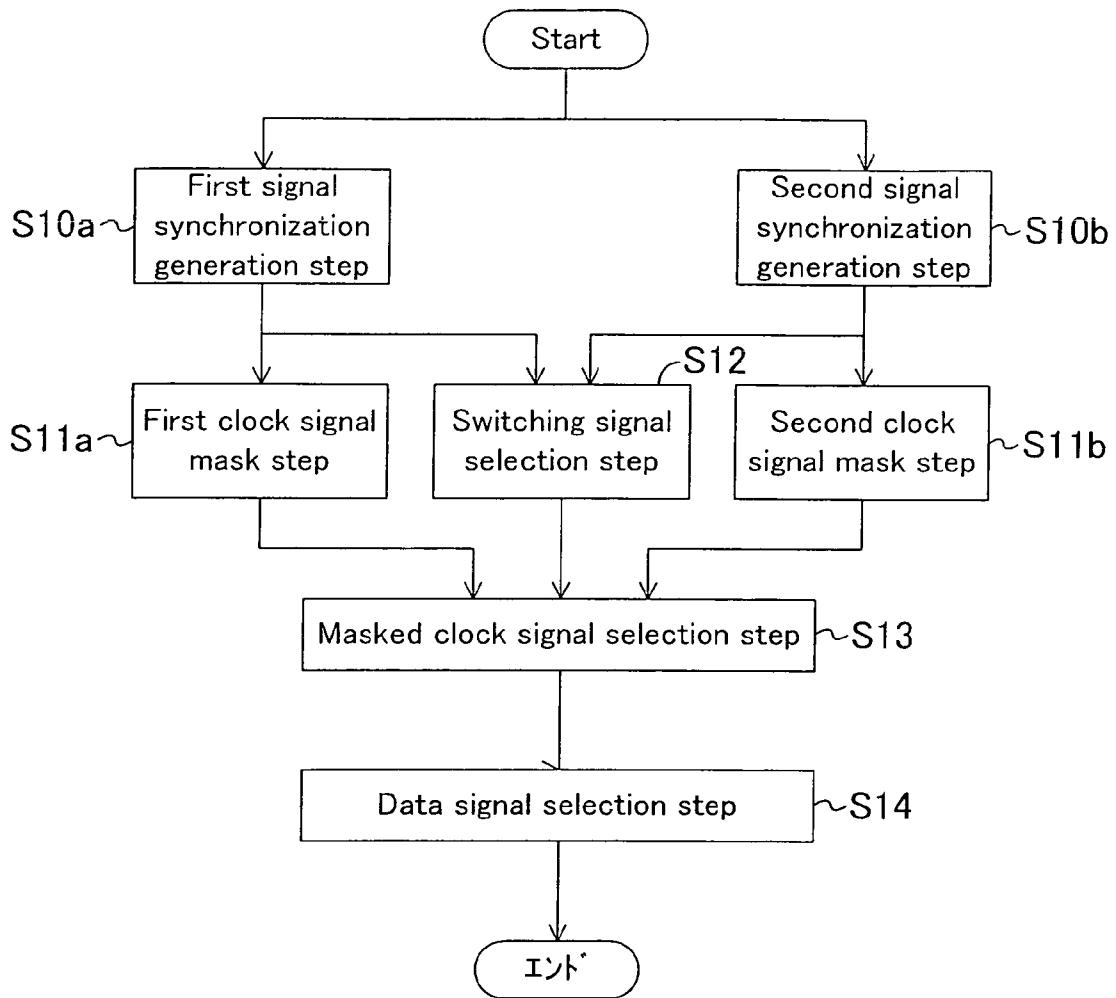 Start
First signal
synchronization
generation step
S10a
Second signal
synchronization
generation step
S10b
First clock signal
mask step
S11a
Switching signal
selection step
S12
Second clock
signal mask step
S11b
Masked clock signal selection step
S13
Data signal selection step
S14
エンド